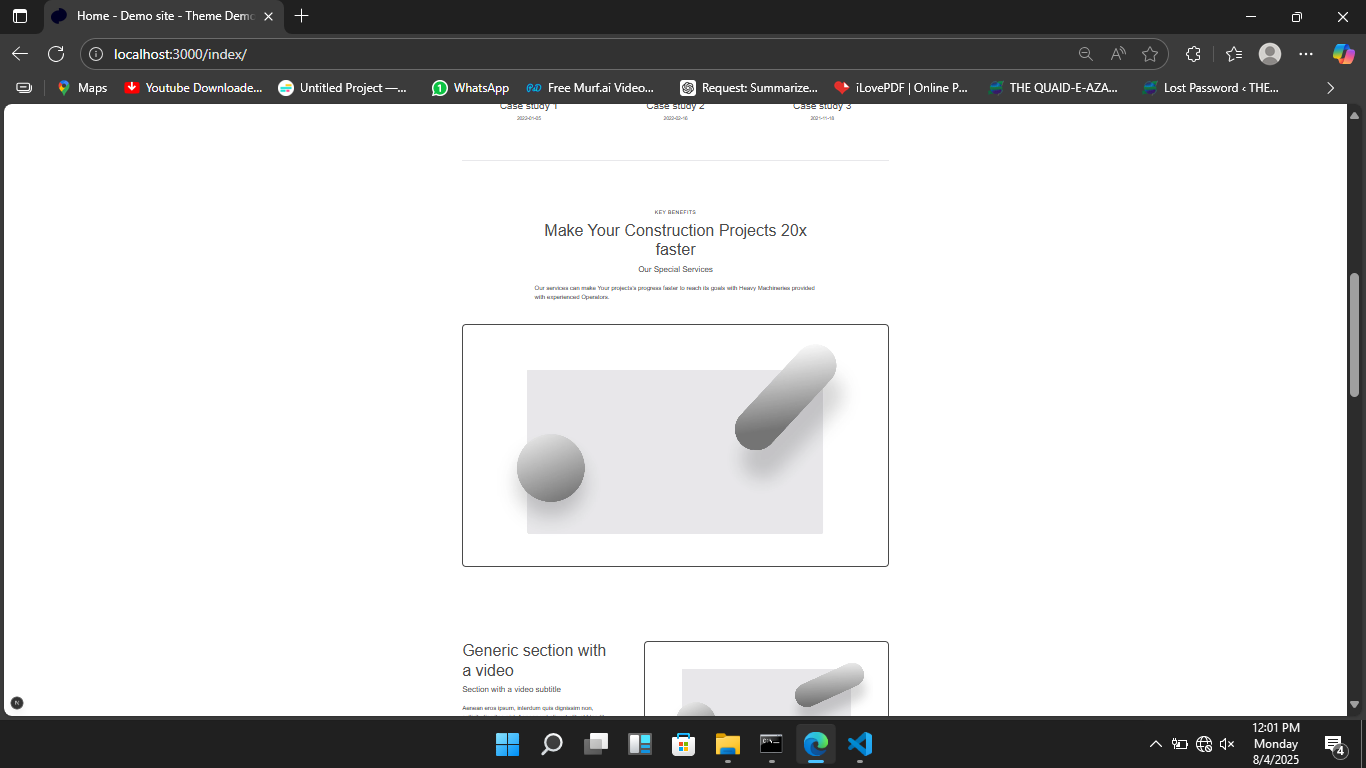 Home - Demo site - Theme Demo
localhost:3000/index/
Maps
Youtube Downloade...
Untitled Project —...
WhatsApp
Free Murf.ai Video...
Request: Summarize...
iLovePDF | Online P...
THE QUAID-E-AZA...
Lost Password ‹ THE...
Case study 1
Case study 2
Case study 3
2022-01-05
2022-02-16
2021-11-18
KEY BENEFITS
Make Your Construction Projects 20x
faster
Our Special Services
Our services can make Your projects's progress faster to reach its goals with Heavy Machineries provided
with experienced Operators.
Generic section with
a video
Section with a video subtitle
Aenean eros ipsum, interdum quis dignissim non,
N
12:01 PM
Monday
8/4/2025
4